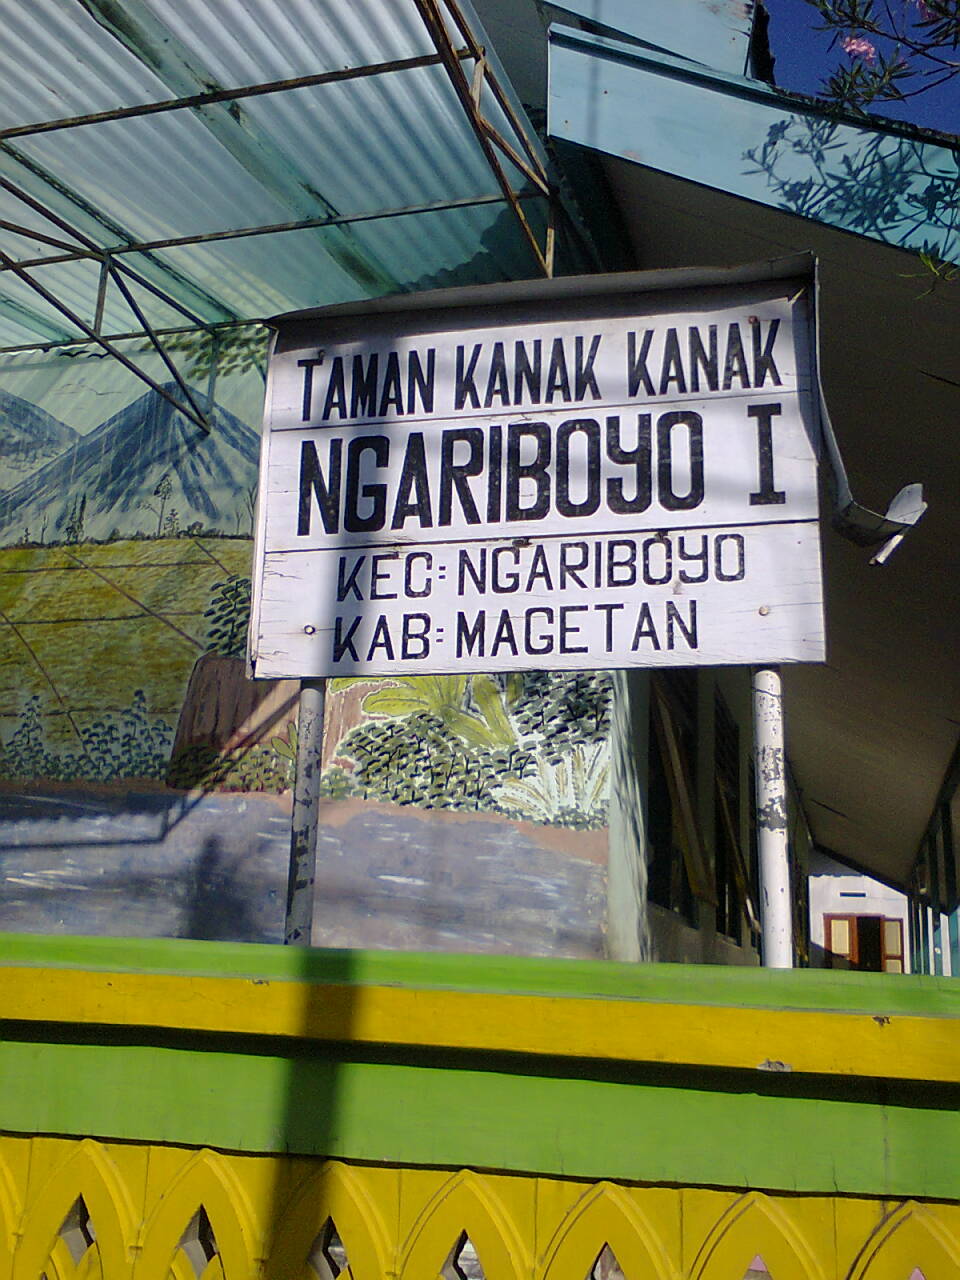 TAMAN KANAK KANAK
NGARIBOYO I
KEC: NGARIBOYO
KAB: MAGETAN